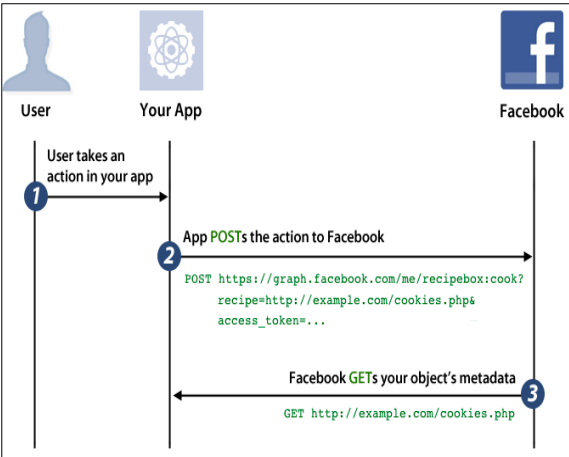 f
User
Your App
Facebook
User takes an
action in your app
1
App POSTs the action to Facebook
2
POST https://graph.facebook.com/me/recipebox:cook?
recipe=http://example.com/cookies.php&
access_token=...
Facebook GETs your object's metadata
3
GET http://example.com/cookies.php